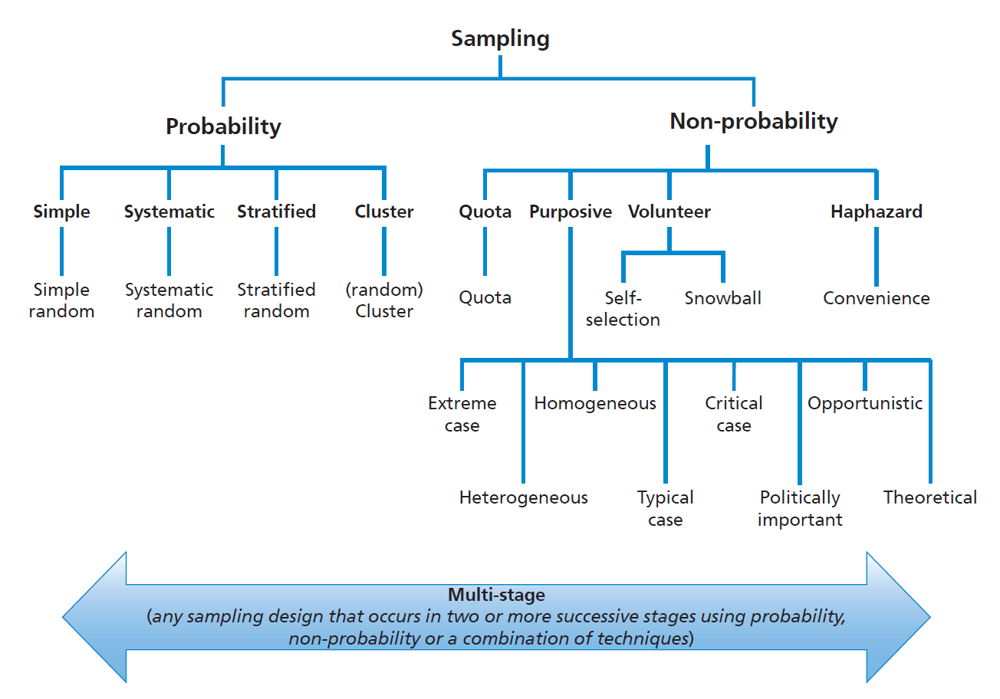 Sampling
Probability
Non-probability
Simple
Systematic
Stratified
Cluster
Quota
Purposive
Volunteer
Haphazard
Simple
random
Systematic
random
Stratified
random
(random)
Cluster
Quota
Self-
selection
Snowball
Convenience
Extreme
case
Homogeneous
Critical
case
Opportunistic
Heterogeneous
Typical
case
Politically
important
Theoretical
Multi-stage
(any sampling design that occurs in two or more successive stages using probability,
non-probability or a combination of techniques)